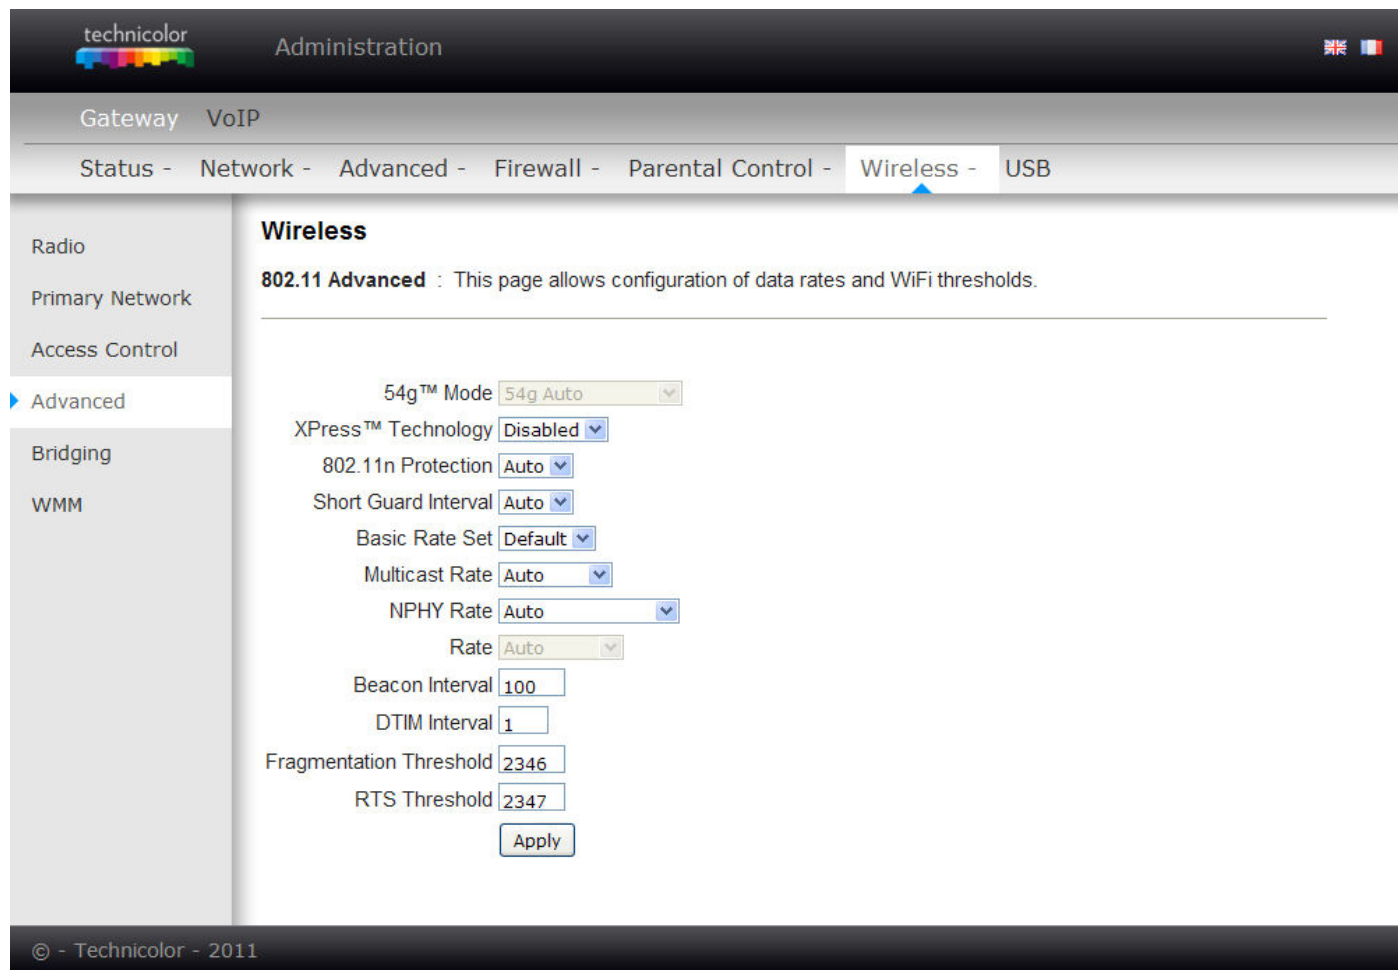 technicolor
Administration
Gateway VoIP
Status - Network - Advanced - Firewall - Parental Control - Wireless - USB
Radio
Primary Network
Access Control
Advanced
Bridging
WMM
Wireless
802.11 Advanced : This page allows configuration of data rates and WiFi thresholds.
54g™ Mode 54g Auto
XPress™ Technology Disabled
802.11n Protection Auto
Short Guard Interval Auto
Basic Rate Set Default
Multicast Rate Auto
NPHY Rate Auto
Rate Auto
Beacon Interval 100
DTIM Interval 1
Fragmentation Threshold 2346
RTS Threshold 2347
Apply
© - Technicolor - 2011